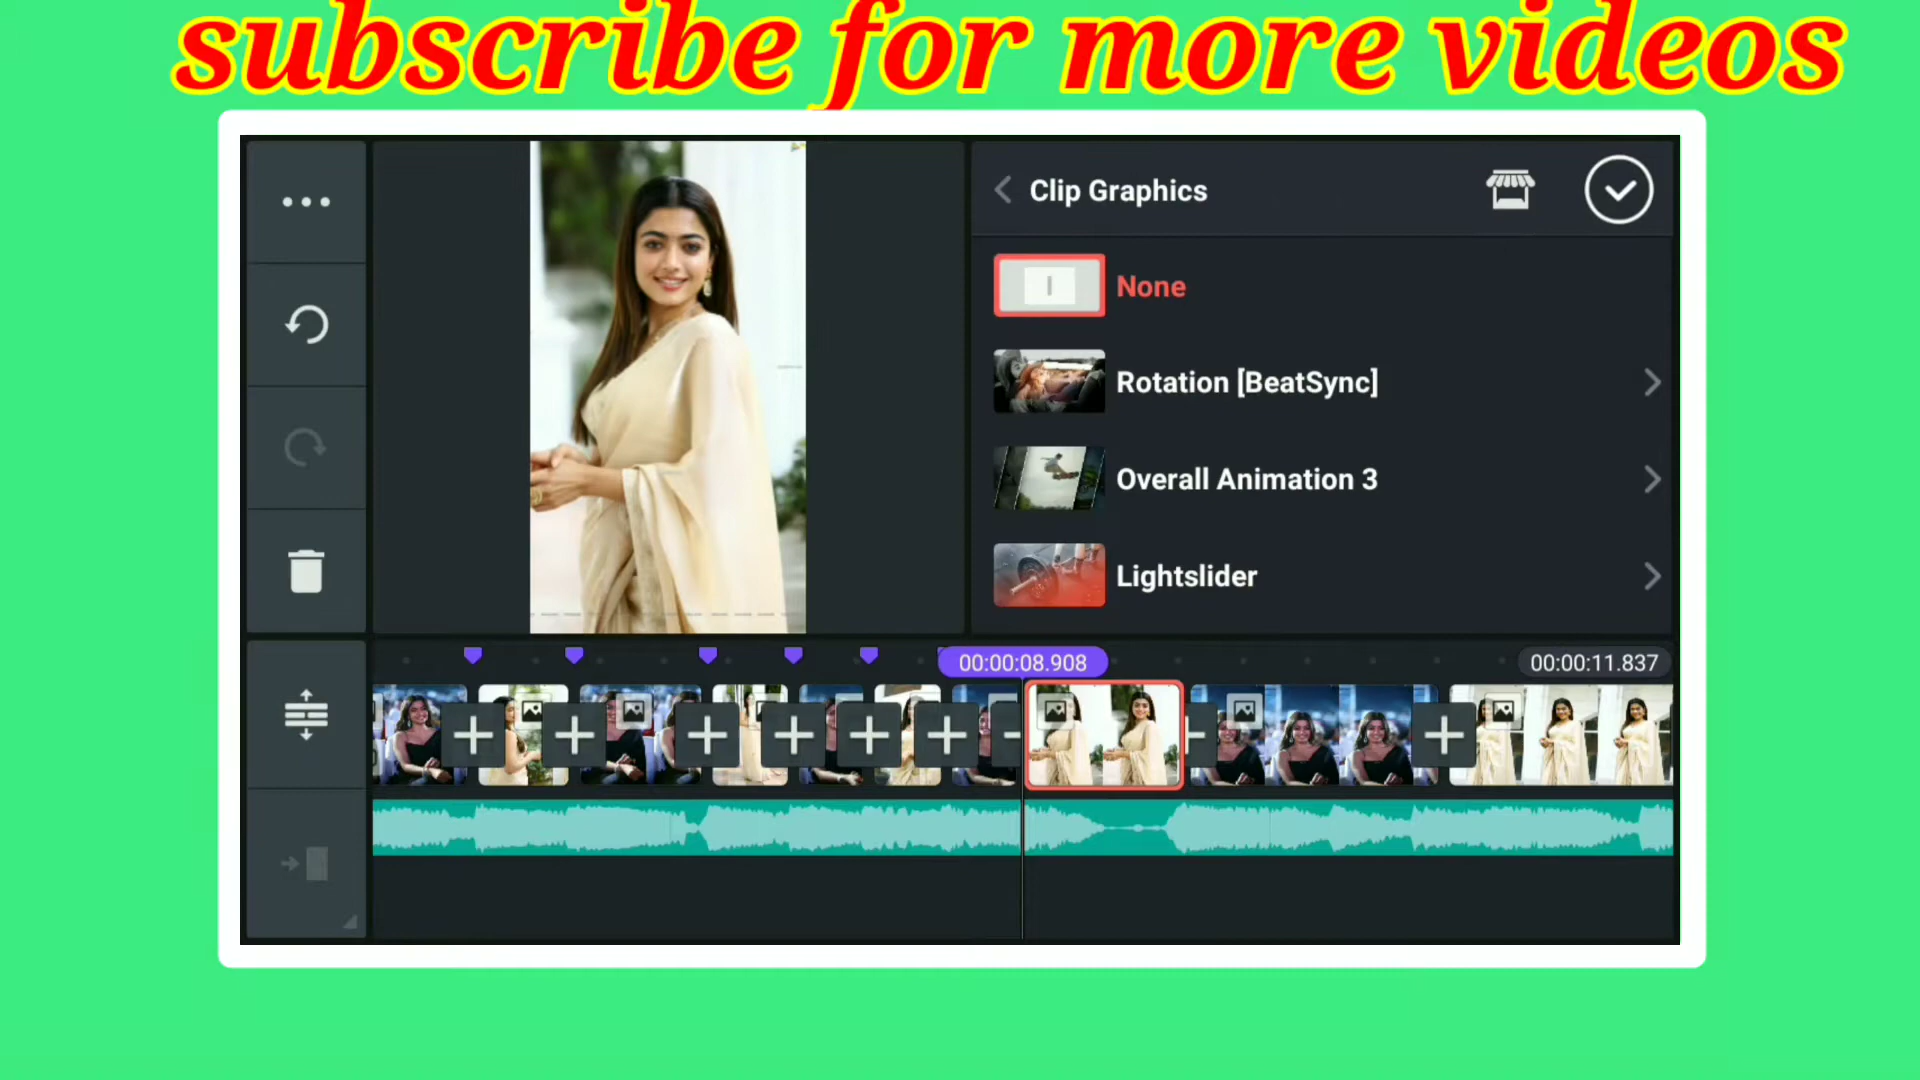 subscribe for more videos
Clip Graphics
None
Rotation [BeatSync]
Overall Animation 3
Lightslider
00:00:08.908
00:00:11.837